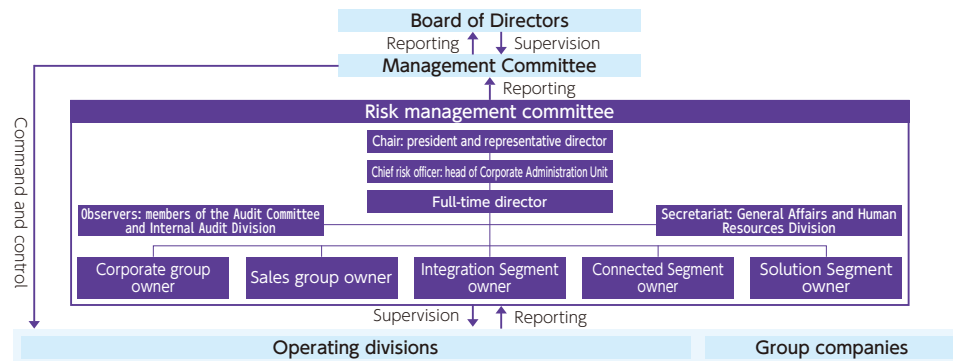 Board of Directors
Reporting
Supervision
Management Committee
Reporting
Command and control
Risk management committee
Chair: president and representative director
Chief risk officer: head of Corporate Administration Unit
Full-time director
Observers: members of the Audit Committee
and Internal Audit Division
Secretariat: General Affairs and Human
Resources Division
Corporate group
owner
Sales group owner
Integration Segment
owner
Connected Segment
owner
Solution Segment
owner
Supervision
Reporting
Operating divisions
Group companies